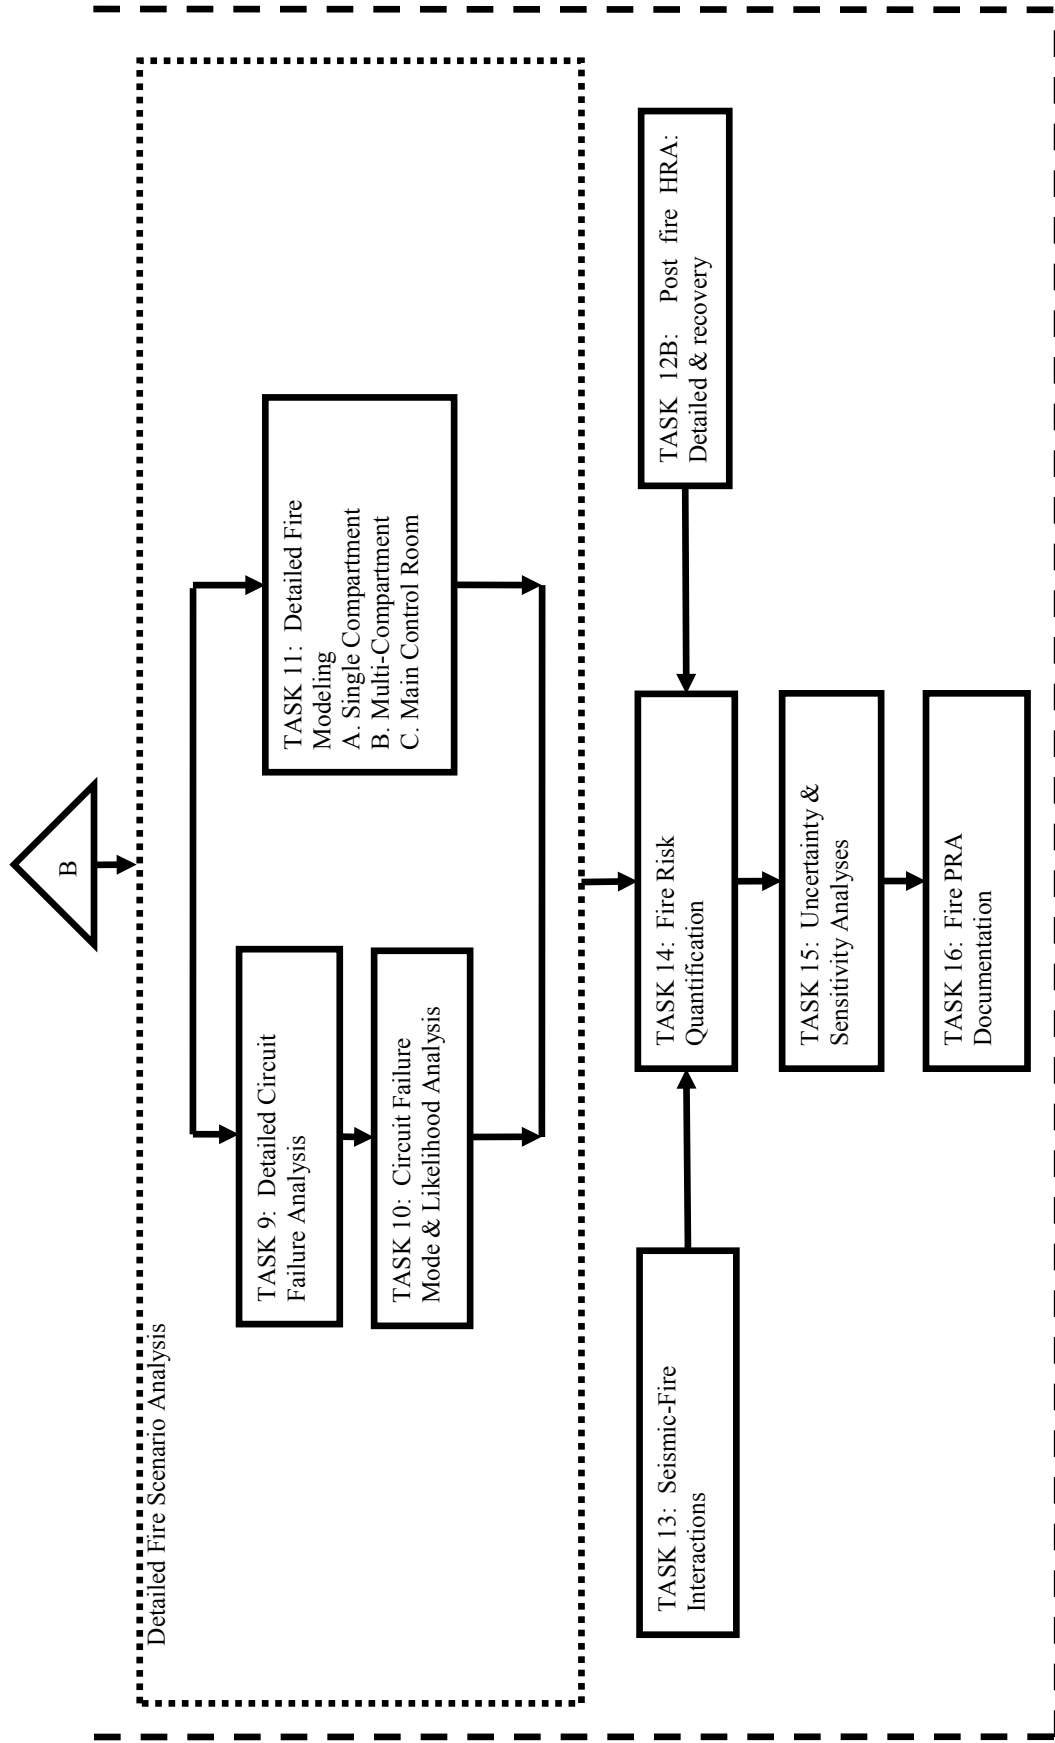 B
Detailed Fire Scenario Analysis
TASK 9: Detailed Circuit
Failure Analysis
TASK 10: Circuit Failure
Mode & Likelihood Analysis
TASK 11: Detailed Fire
Modeling
A. Single Compartment
B. Multi-Compartment
C. Main Control Room
TASK 13: Seismic-Fire
Interactions
TASK 14: Fire Risk
Quantification
TASK 12B: Post fire HRA:
Detailed & recovery
TASK 15: Uncertainty &
Sensitivity Analyses
TASK 16: Fire PRA
Documentation